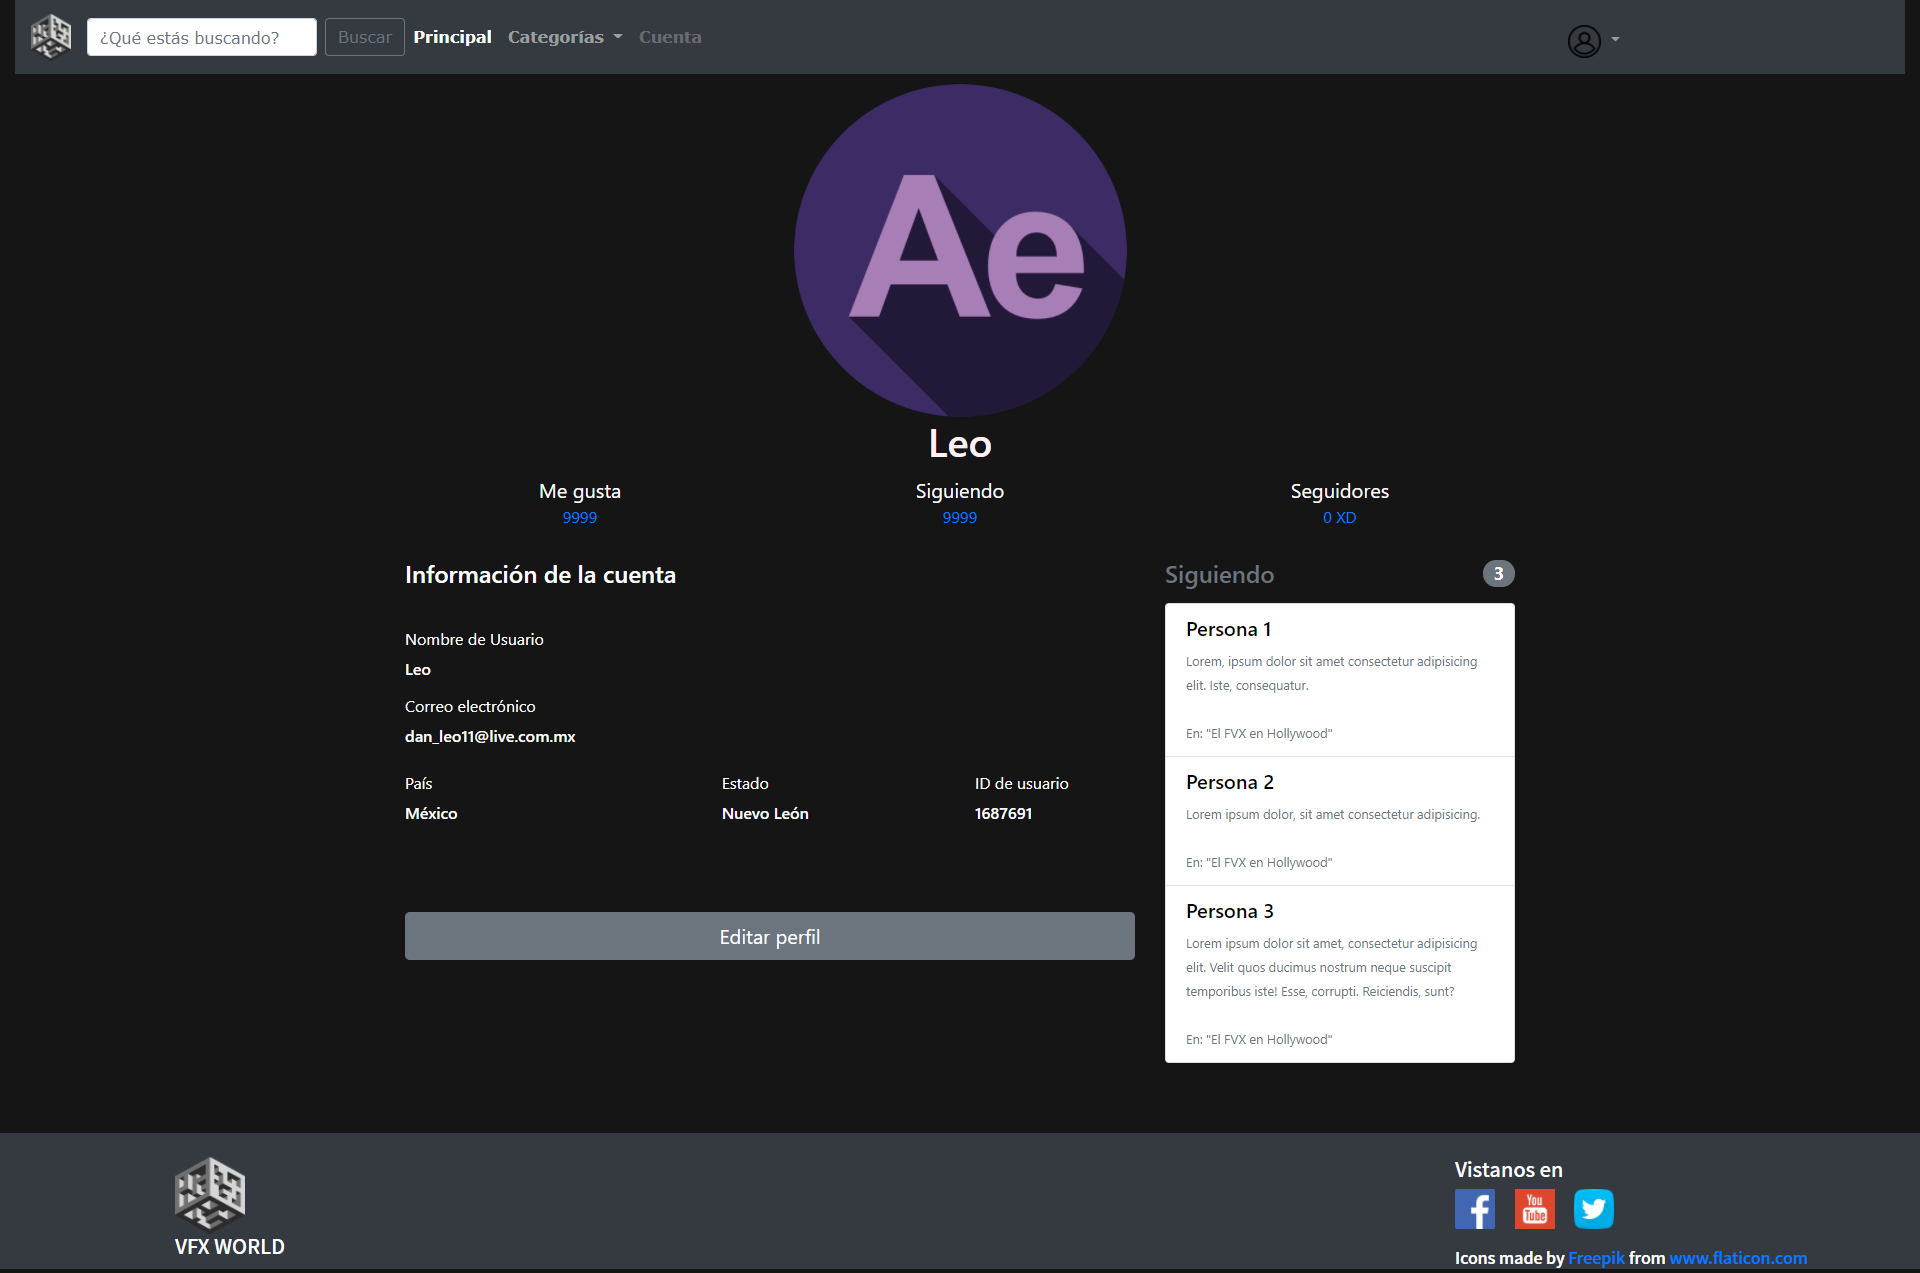 ¿Qué estás buscando?
Buscar
Principal
Categorías
Cuenta
Ae
Leo
Me gusta
9999
Siguiendo
9999
Seguidores
0 XD
Información de la cuenta
Nombre de Usuario
Leo
Correo electrónico
dan_leo11@live.com.mx
País
México
Estado
Nuevo León
ID de usuario
1687691
Editar perfil
Siguiendo
3
Persona 1
Lorem, ipsum dolor sit amet consectetur adipisicing
elit. Iste, consequatur.
En: "El FVX en Hollywood"
Persona 2
Lorem ipsum dolor, sit amet consectetur adipisicing.
En: "El FVX en Hollywood"
Persona 3
Lorem ipsum dolor sit amet, consectetur adipisicing
elit. Velit quos ducimus nostrum neque suscipit
temporibus iste! Esse, corrupti. Reiciendis, sunt?
En: "El FVX en Hollywood"
VFX WORLD
Vistanos en
f
You
Tube
Icons made by Freepik from www.flaticon.com